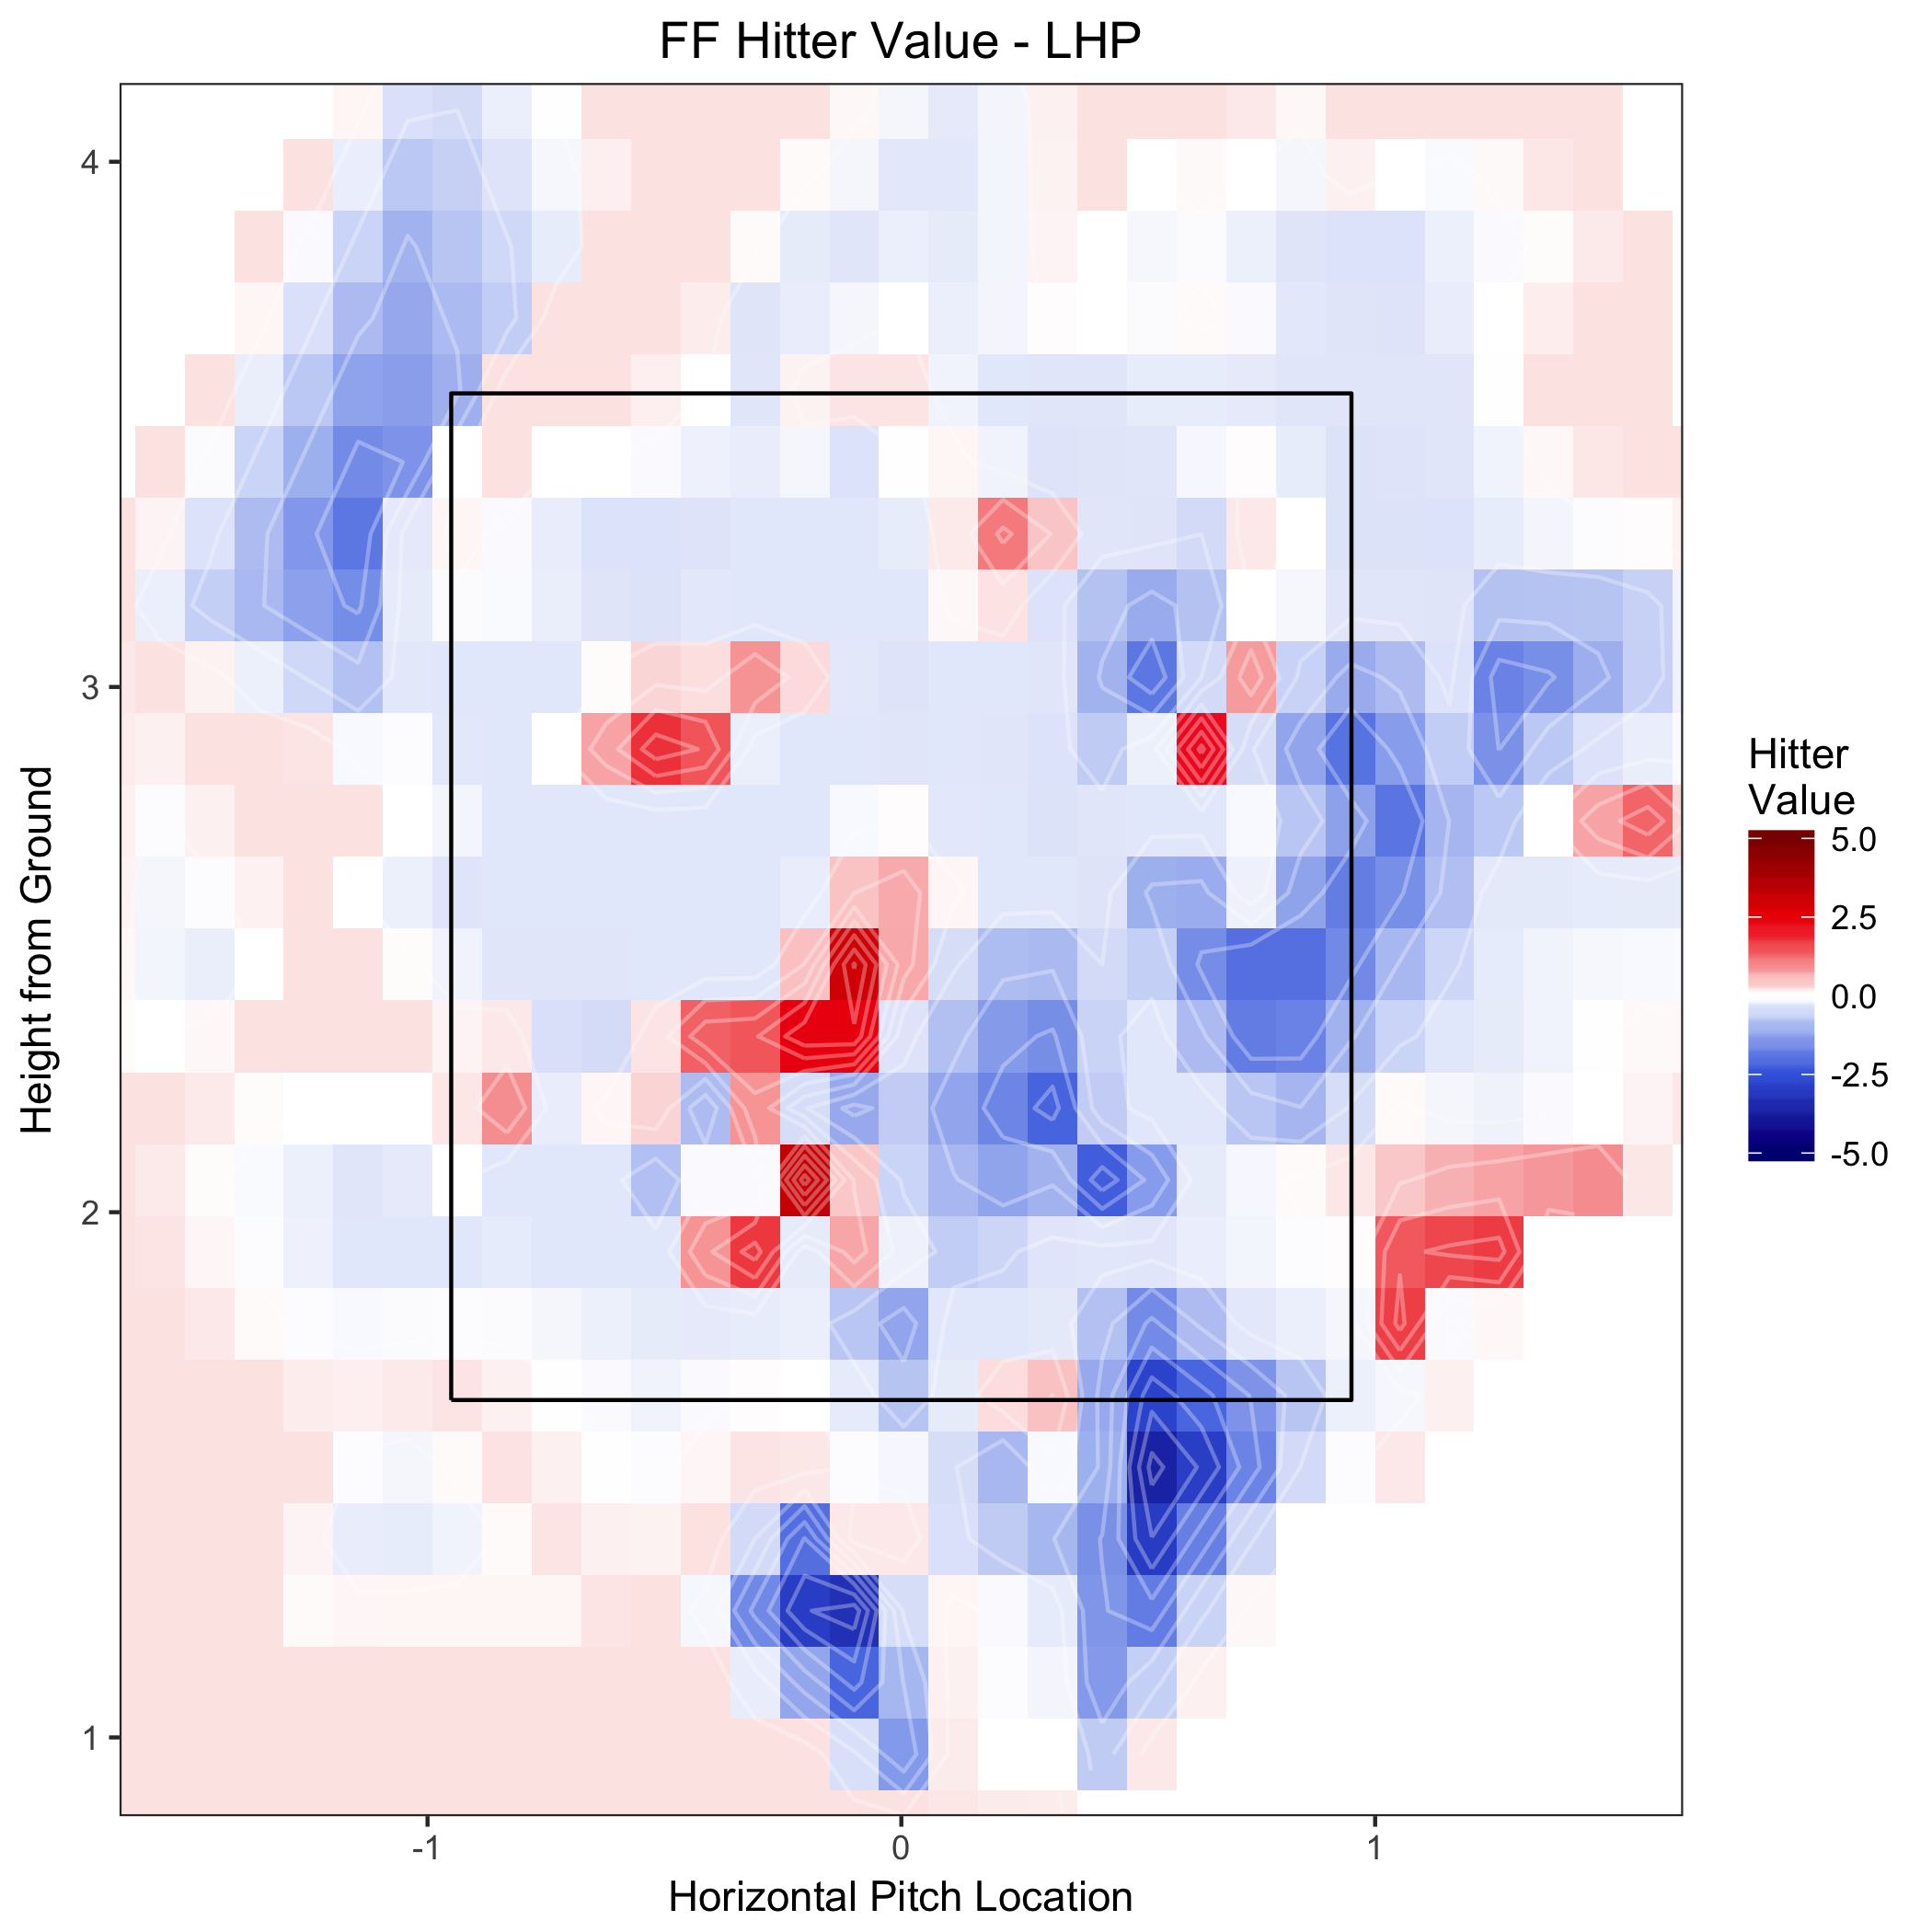 FF Hitter Value - LHP
4
3
2
1
Height from Ground
-1
0
1
Horizontal Pitch Location
Hitter
Value
5.0
2.5
0.0
-2.5
-5.0